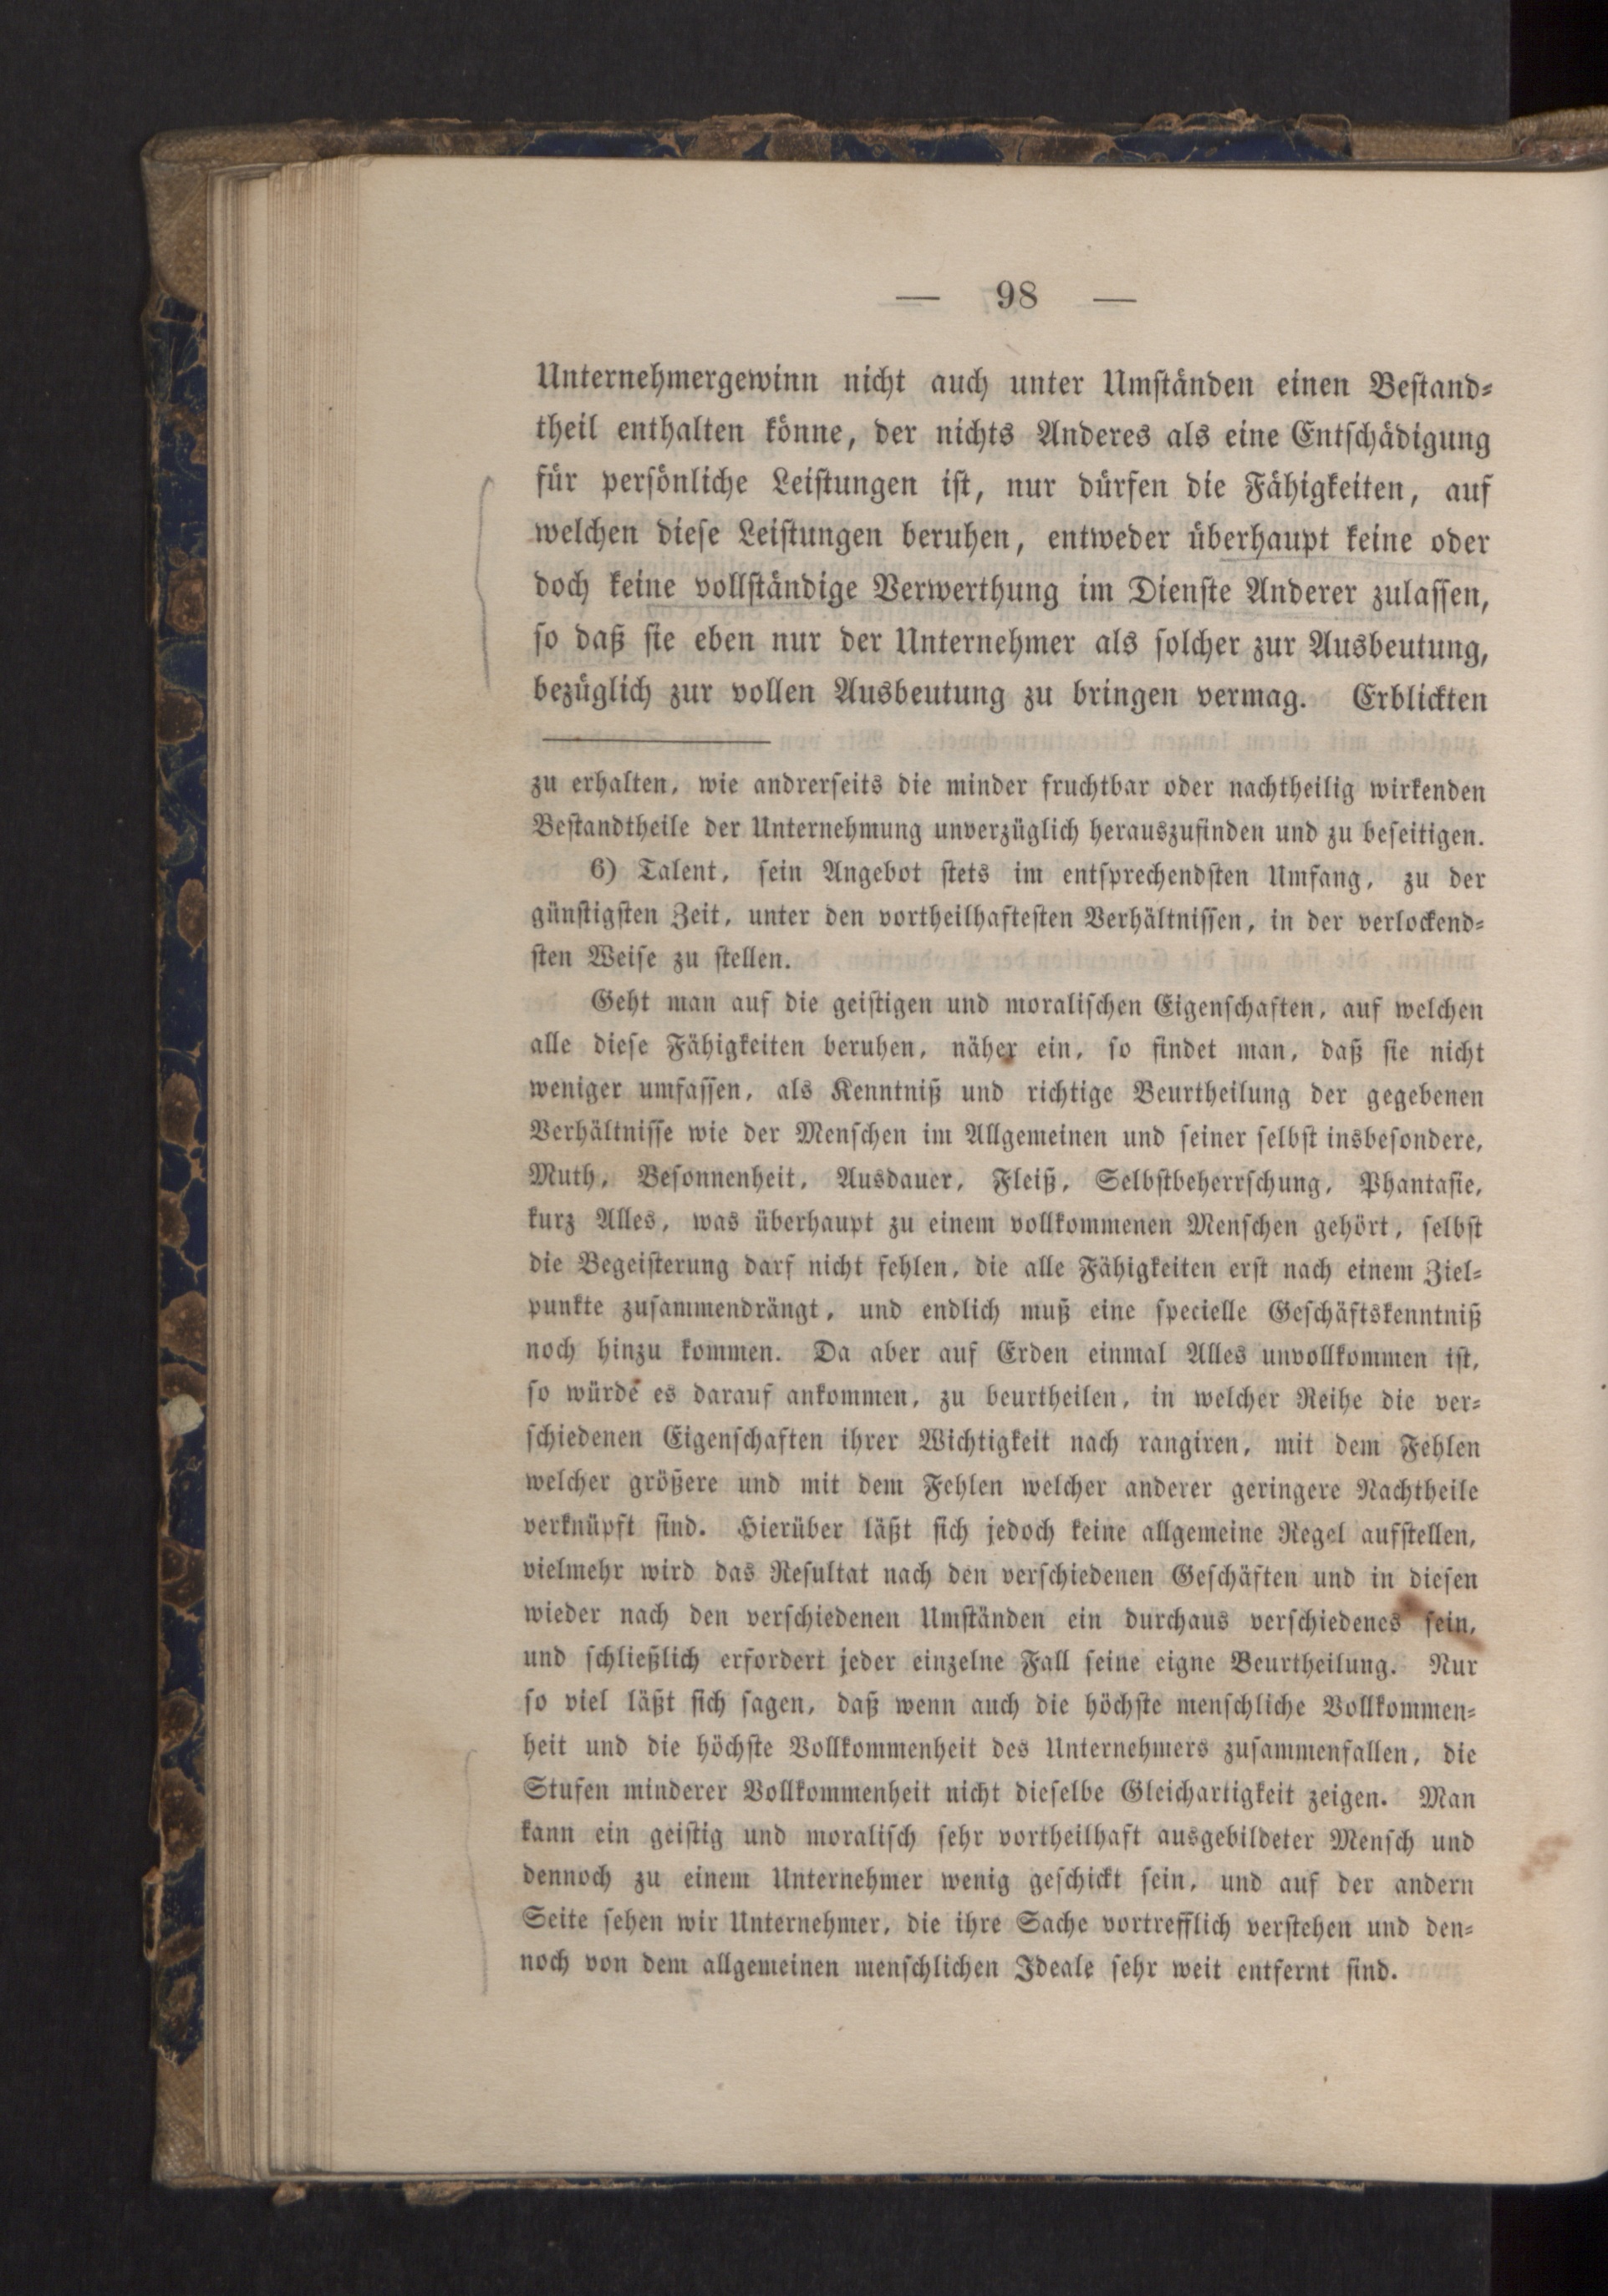 — 98 —
Unternehmergewinn nicht auch unter Umständen einen Bestand-
theil enthalten könne, der nichts Anderes als eine Entschädigung
für persönliche Leistungen ist, nur dürfen die Fähigkeiten, auf
welchen diese Leistungen beruhen, entweder überhaupt keine oder
doch keine vollständige Verwerthung im Dienste Anderer zulassen,
so daß sie eben nur der Unternehmer als solcher zur Ausbeutung,
bezüglich zur vollen Ausbeutung zu bringen vermag. Erblickten
zu erhalten, wie andrerseits die minder fruchtbar oder nachtheilig wirkenden
Bestandtheile der Unternehmung unverzüglich herauszufinden und zu beseitigen.
6) Talent, sein Angebot stets im entsprechendsten Umfang, zu der
günstigsten Zeit, unter den vortheilhaftesten Verhältnissen, in der verlockend-
sten Weise zu stellen.
Geht man auf die geistigen und moralischen Eigenschaften, auf welchen
alle diese Fähigkeiten beruhen, näher ein, so findet man, daß sie nicht
weniger umfassen, als Kenntniß und richtige Beurtheilung der gegebenen
Verhältnisse wie der Menschen im Allgemeinen und seiner selbst insbesondere,
Muth, Besonnenheit, Ausdauer, Fleiß, Selbstbeherrschung, Phantasie,
kurz Alles, was überhaupt zu einem vollkommenen Menschen gehört, selbst
die Begeisterung darf nicht fehlen, die alle Fähigkeiten erst nach einem Ziel-
punkte zusammendrängt, und endlich muß eine specielle Geschäftskenntniß
noch hinzu kommen. Da aber auf Erden einmal Alles unvollkommen ist,
so würde es darauf ankommen, zu beurtheilen, in welcher Reihe die ver-
schiedenen Eigenschaften ihrer Wichtigkeit nach rangiren, mit dem Fehlen
welcher größere und mit dem Fehlen welcher anderer geringere Nachtheile
verknüpft sind. Hierüber läßt sich jedoch keine allgemeine Regel aufstellen,
vielmehr wird das Resultat nach den verschiedenen Geschäften und in diesen
wieder nach den verschiedenen Umständen ein durchaus verschiedenes sein,
und schließlich erfordert jeder einzelne Fall seine eigne Beurtheilung. Nur
so viel läßt sich sagen, daß wenn auch die höchste menschliche Vollkommen-
heit und die höchste Vollkommenheit des Unternehmers zusammenfallen, die
Stufen minderer Vollkommenheit nicht dieselbe Gleichartigkeit zeigen. Man
kann ein geistig und moralisch sehr vortheilhaft ausgebildeter Mensch und
dennoch zu einem Unternehmer wenig geschickt sein, und auf der andern
Seite sehen wir Unternehmer, die ihre Sache vortrefflich verstehen und den-
noch von dem allgemeinen menschlichen Ideale sehr weit entfernt sind.